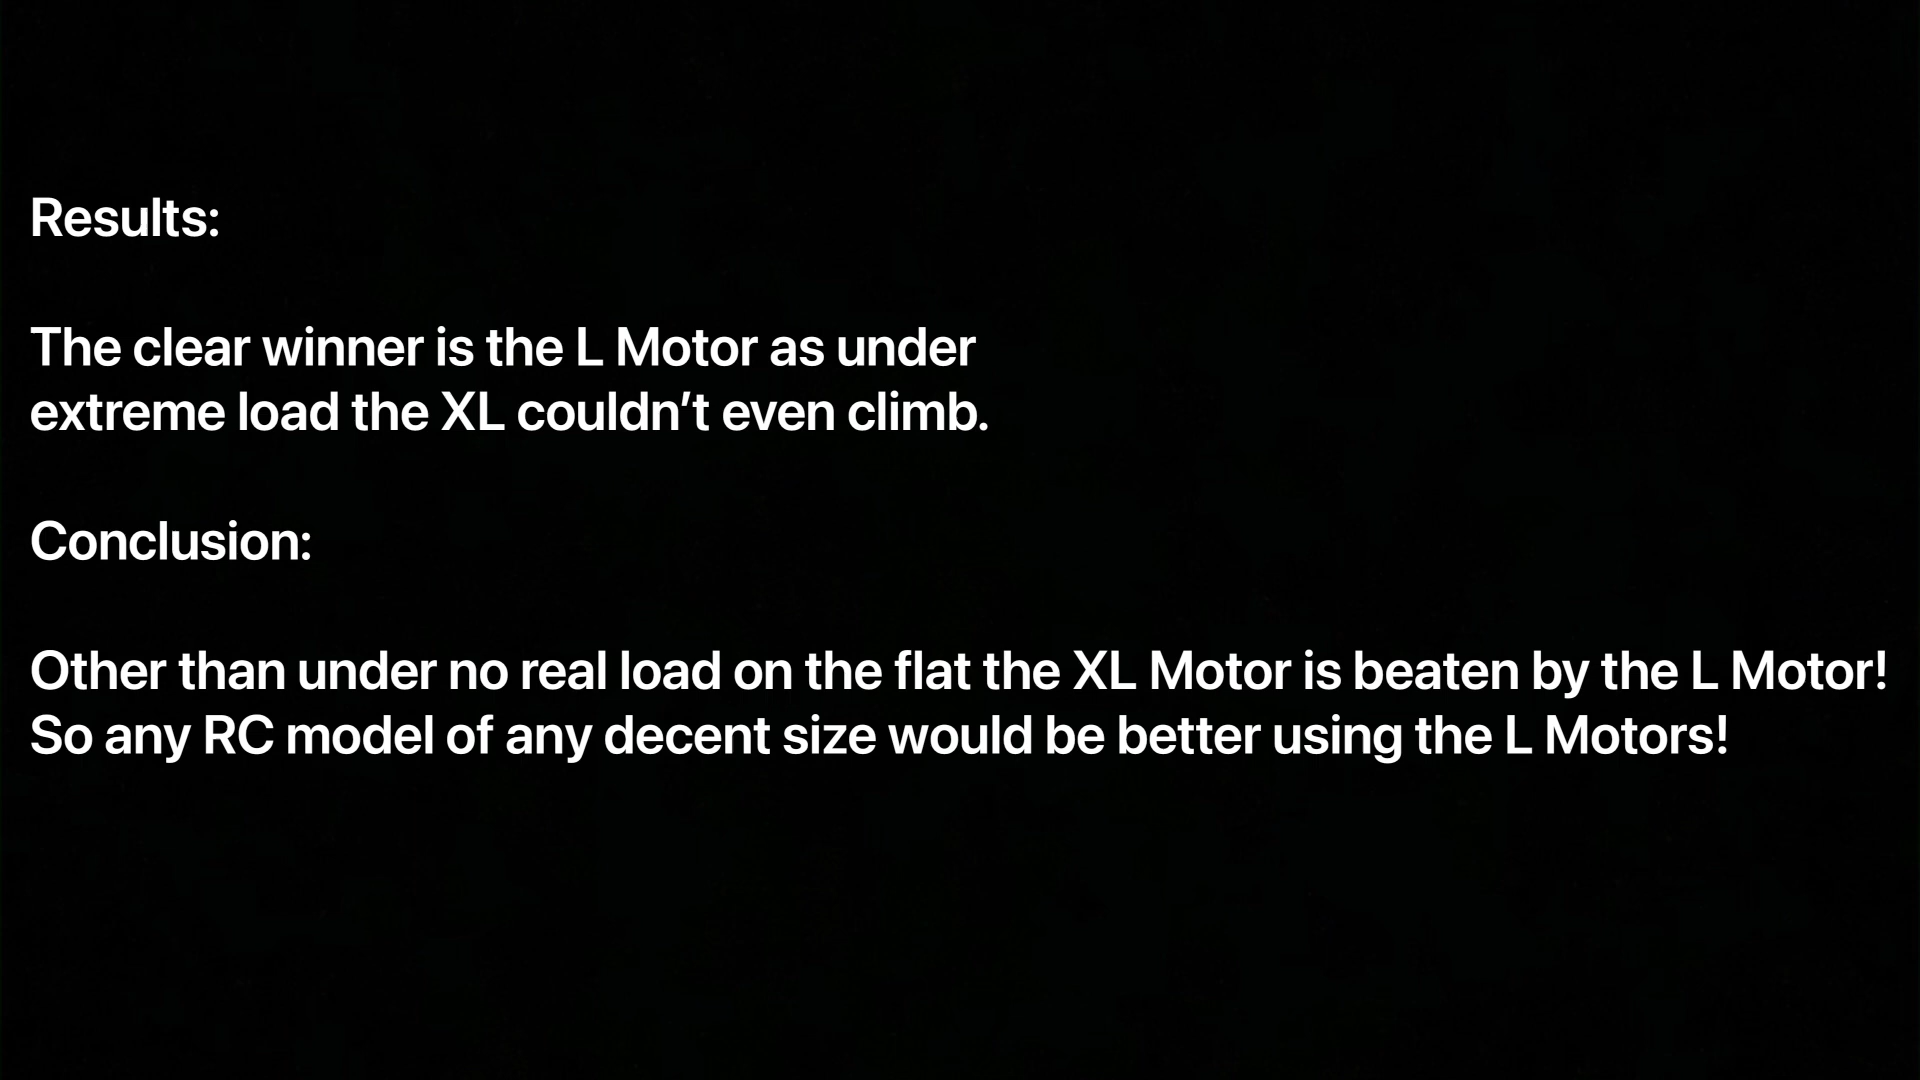 Results:
The clear winner is the L Motor as under
extreme load the XL couldn’t even climb.
Conclusion:
Other than under no real load on the flat the XL Motor is beaten by the L Motor!
So any RC model of any decent size would be better using the L Motors!